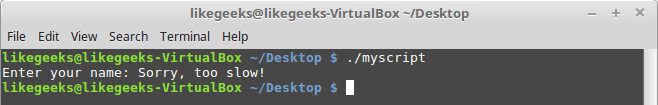 likegeeks@likegeeks-VirtualBox ~/Desktop
File Edit View Search Terminal Help
likegeeks@likegeeks-VirtualBox ~/Desktop $ ./myscript
Enter your name: Sorry, too slow!
likegeeks@likegeeks-VirtualBox ~/Desktop $